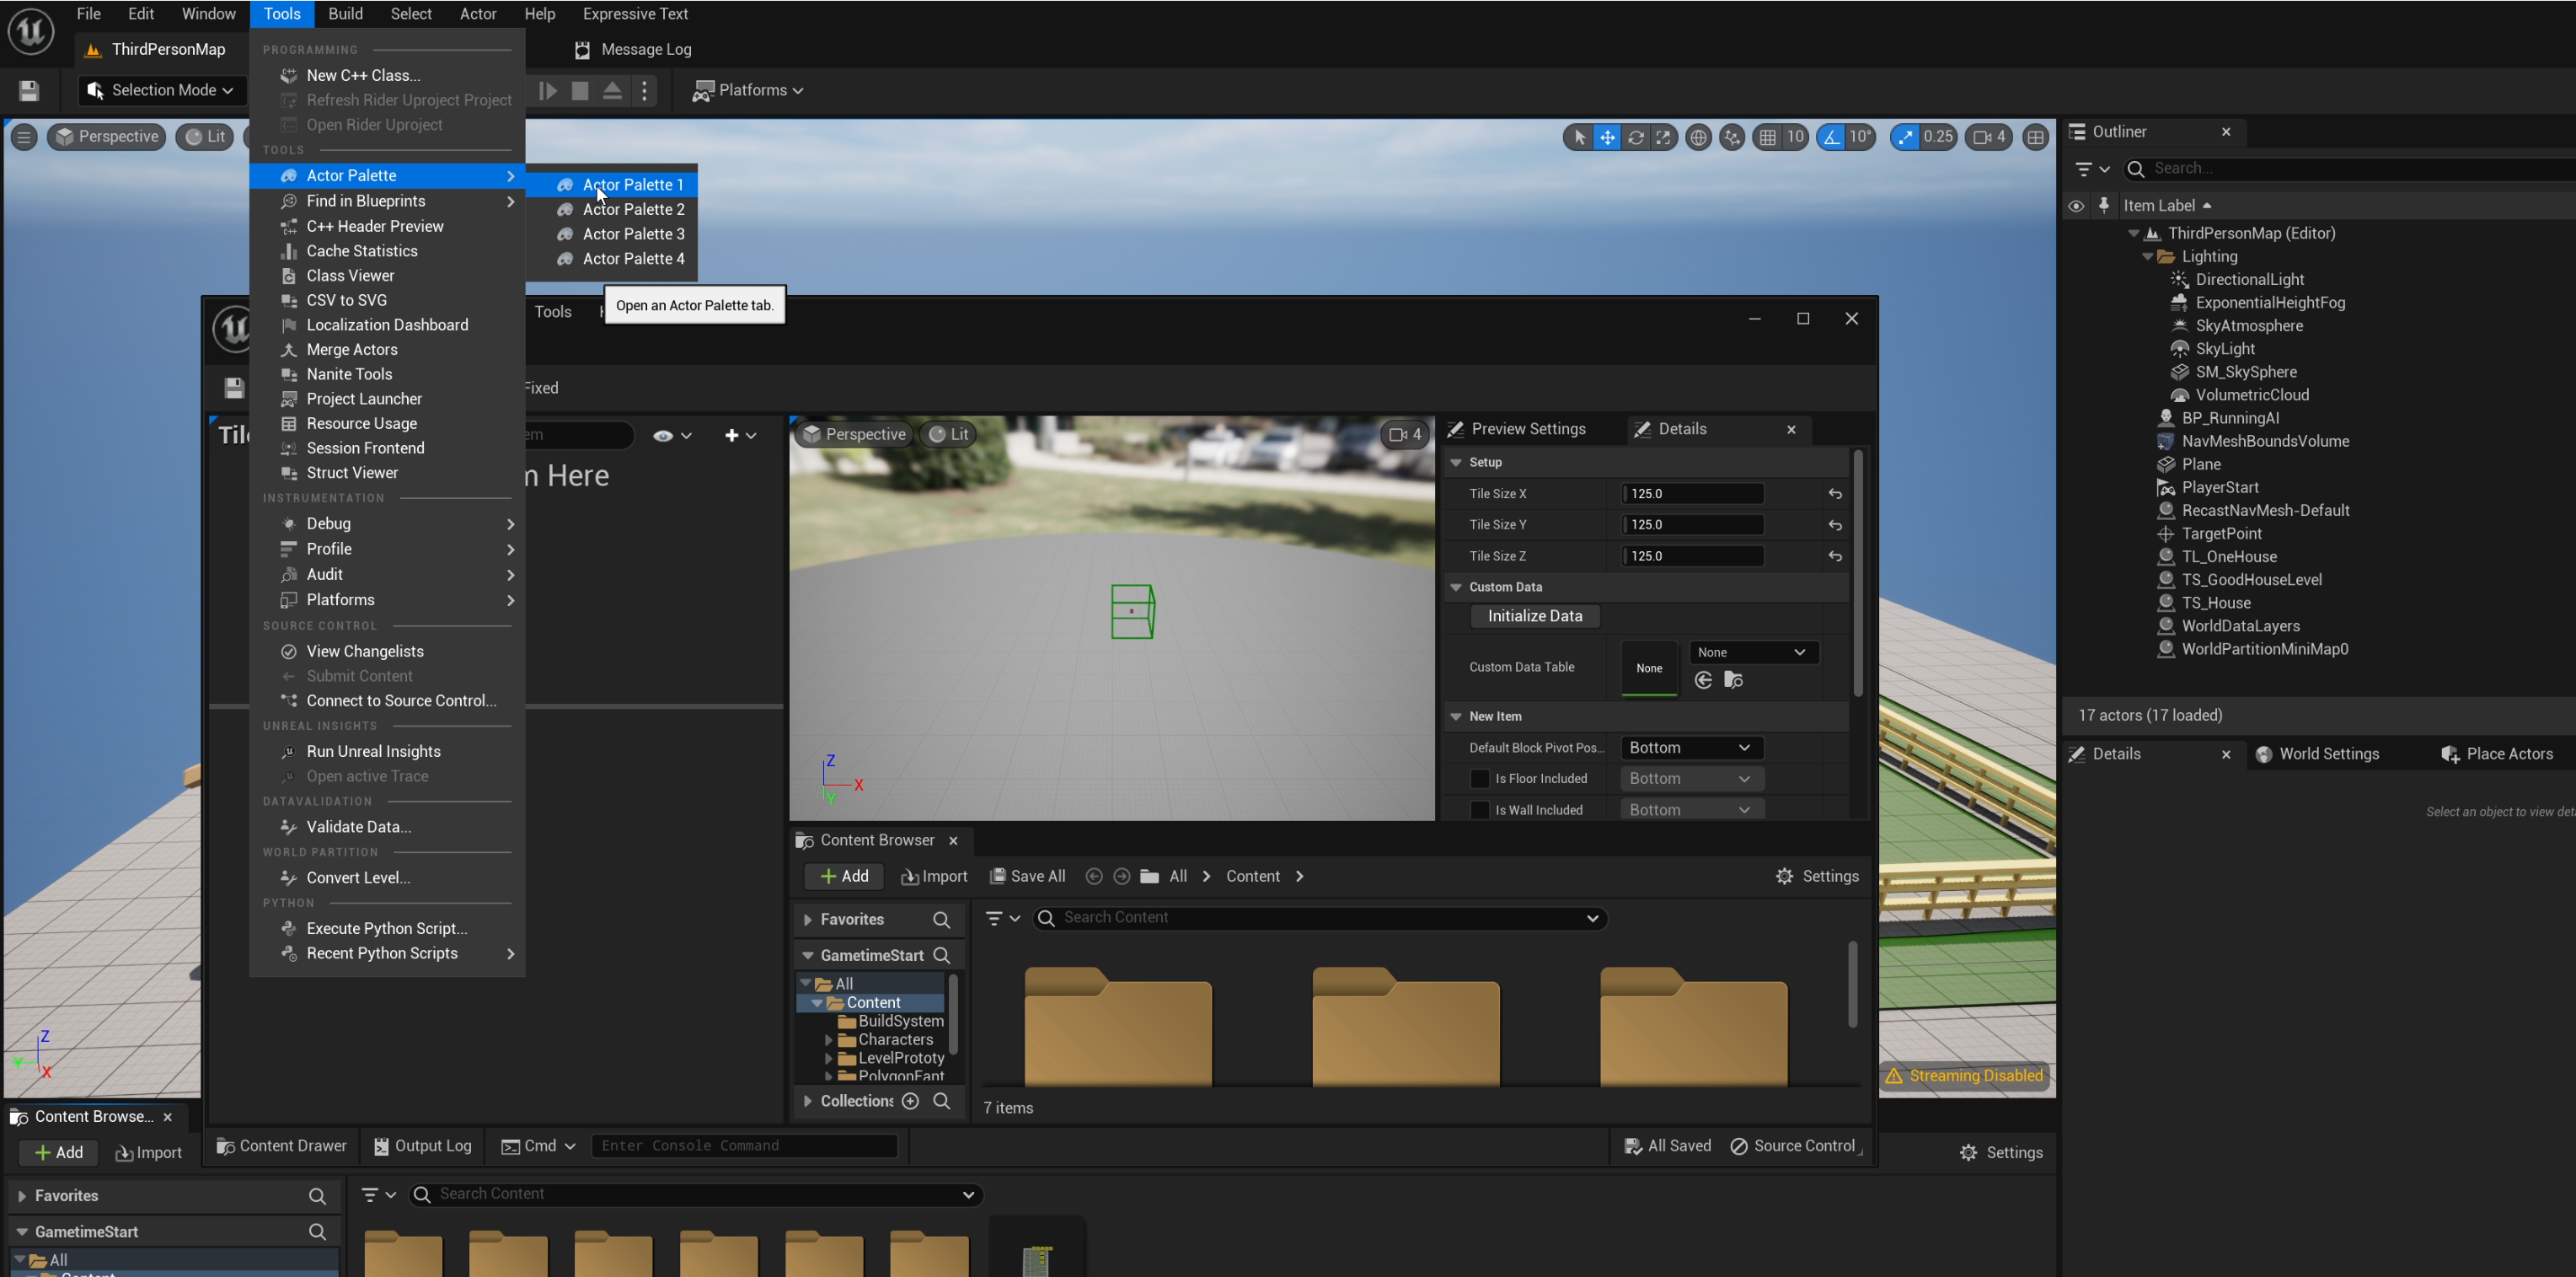 File Edit Window Tools Build Select Actor Help Expressive Text
ThirdPersonMap
Message Log
Selection Mode
Platforms
PROGRAMMING
New C++ Class...
Refresh Rider Uproject Project
Open Rider Uproject
TOOLS
Actor Palette
Find in Blueprints
C++ Header Preview
Cache Statistics
Class Viewer
CSV to SVG
Localization Dashboard
Merge Actors
Nanite Tools
Project Launcher
Resource Usage
Session Frontend
Struct Viewer
INSTRUMENTATION
Debug
Profile
Audit
Platforms
SOURCE CONTROL
View Changelists
Submit Content
Connect to Source Control...
UNREAL INSIGHTS
Run Unreal Insights
Open active Trace
DATAVALIDATION
Validate Data...
WORLD PARTITION
Convert Level...
PYTHON
Execute Python Script...
Recent Python Scripts
Actor Palette 1
Actor Palette 2
Actor Palette 3
Actor Palette 4
Open an Actor Palette tab.
Perspective Lit
10 10° 0.25 4
Tools
Fixed
Perspective Lit 4
Z
X
Y
Preview Settings Details
Setup
Tile Size X 125.0
Tile Size Y 125.0
Tile Size Z 125.0
Custom Data
Initialize Data
Custom Data Table None None
New Item
Default Block Pivot Pos... Bottom
Is Floor Included Bottom
Is Wall Included Bottom
Content Browser
Add Import Save All All Content Settings
Favorites Search Content
GametimeStart
All
Content
BuildSystem
Characters
LevelPrototy
PolygonFant
Collections
7 items
Content Drawer Output Log Cmd Enter Console Command All Saved Source Control
Streaming Disabled
Z
Y
X
Content Browse...
Add Import Settings
Favorites Search Content
GametimeStart
All
Content
Outliner
Search...
Item Label
ThirdPersonMap (Editor)
Lighting
DirectionalLight
ExponentialHeightFog
SkyAtmosphere
SkyLight
SM_SkySphere
VolumetricCloud
BP_RunningAI
NavMeshBoundsVolume
Plane
PlayerStart
RecastNavMesh-Default
TargetPoint
TL_OneHouse
TS_GoodHouseLevel
TS_House
WorldDataLayers
WorldPartitionMiniMap0
17 actors (17 loaded)
Details World Settings Place Actors
Select an object to view